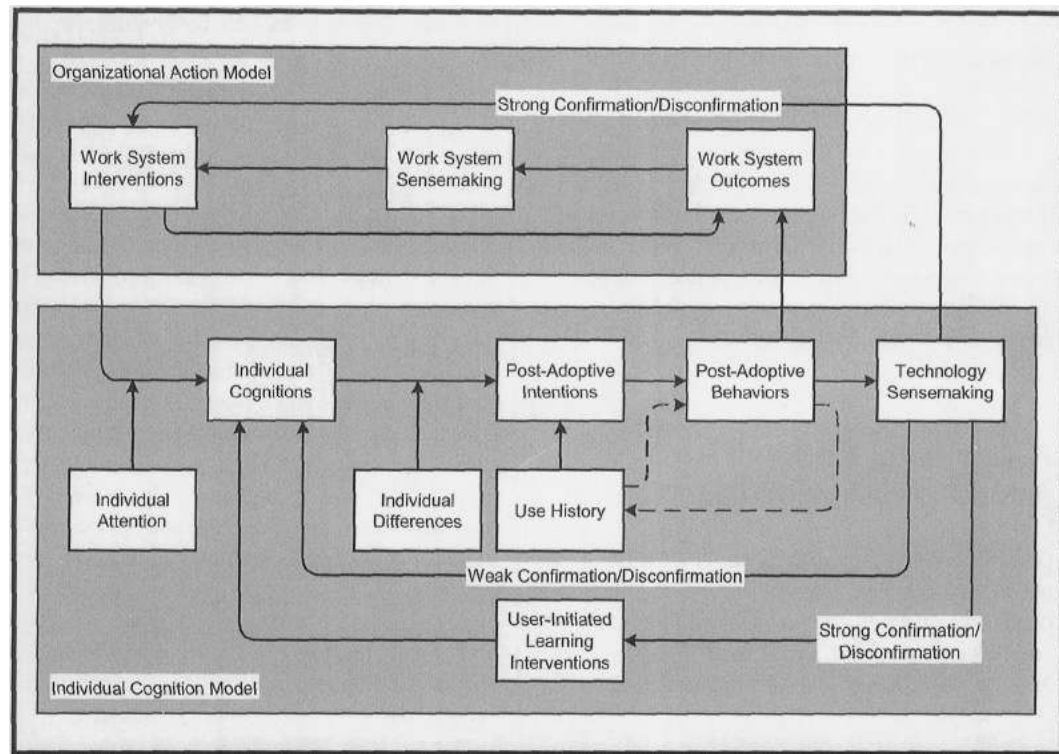 Organizational Action Model
Strong Confirmation/Disconfirmation
Work System
Interventions
Work System
Sensemaking
Work System
Outcomes
Individual
Cognitions
Post-Adoptive
Intentions
Post-Adoptive
Behaviors
Technology
Sensemaking
Individual
Attention
Individual
Differences
Use History
Weak Confirmation/Disconfirmation
User-Initiated
Learning
Interventions
Strong Confirmation/
Disconfirmation
Individual Cognition Model